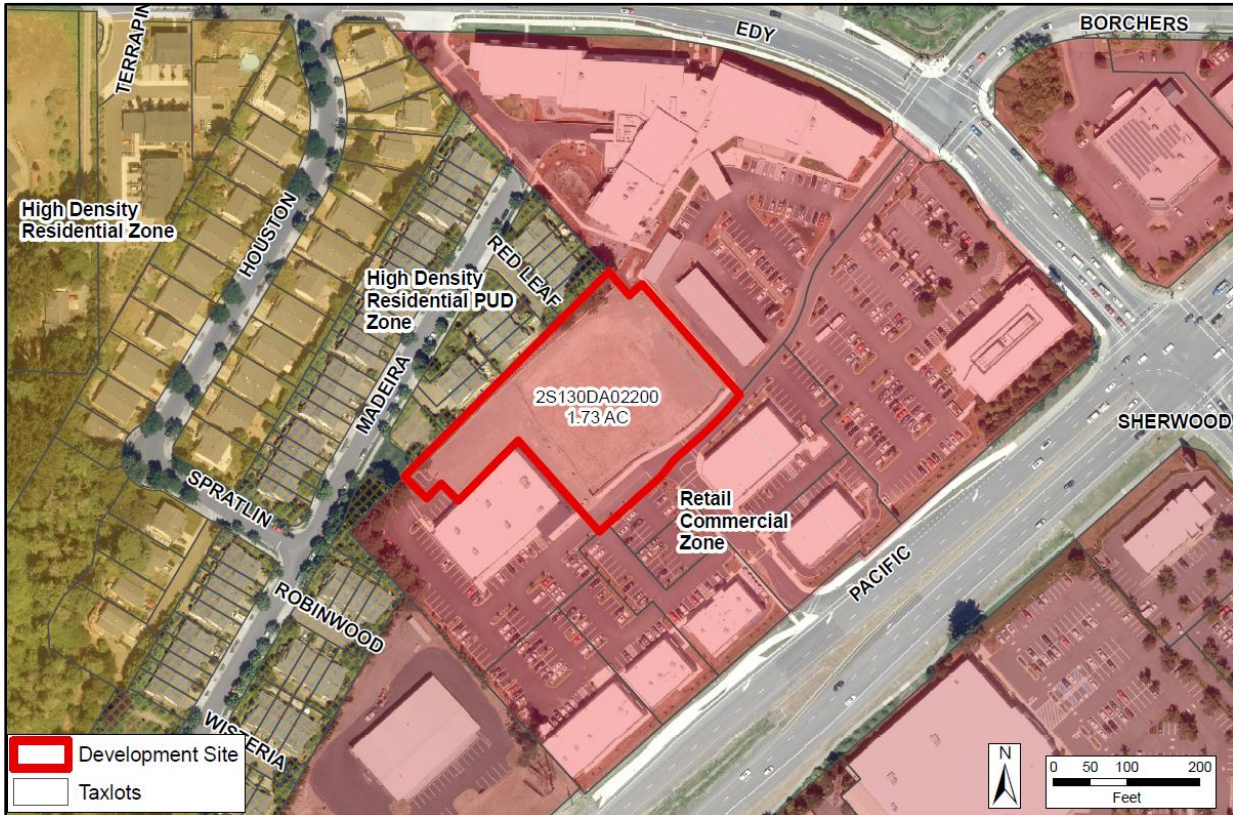 TERRAPIN
EDY
BORCHERS
High Density
Residential Zone
HOUSTON
RED LEAF
High Density
Residential PUD
Zone
MADEIRA
2S130DA02200
1.73 AC
SHERWOOD
SPRATLIN
Retail
Commercial
Zone
PACIFIC
ROBINWOOD
WISTERIA
Development Site
Taxlots
N
0 50 100 200
Feet